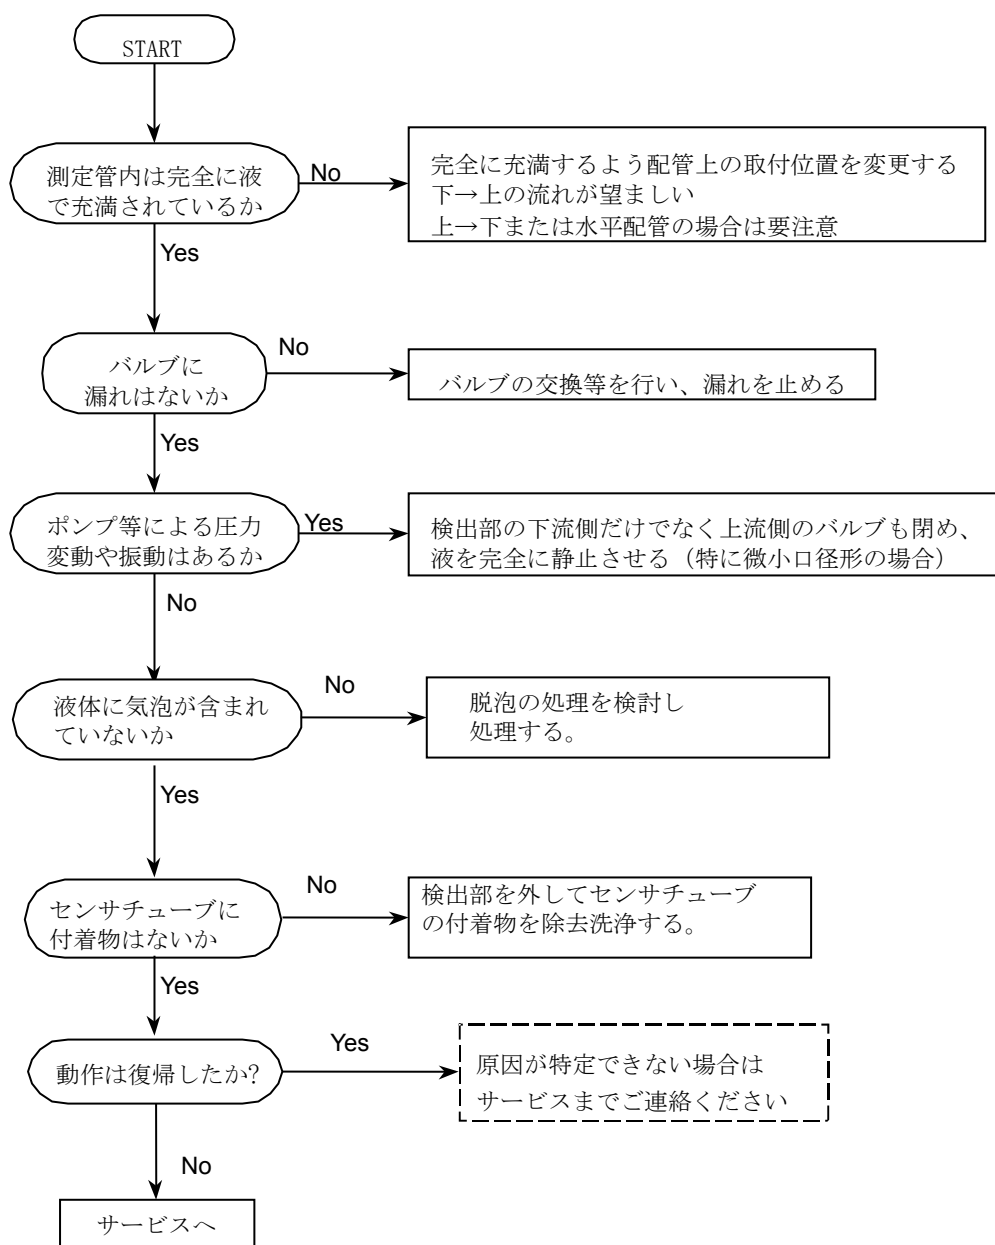 START
測定管内は完全に液
で充満されているか
No
完全に充満するよう配管上の取付位置を変更する
下→上の流れが望ましい
上→下または水平配管の場合は要注意
Yes
バルブに
漏れはないか
No
バルブの交換等を行い、漏れを止める
Yes
ポンプ等による圧力
変動や振動はあるか
Yes
検出部の下流側だけでなく上流側のバルブも閉め、
液を完全に静止させる（特に微小口径形の場合）
No
液体に気泡が含まれ
ていないか
No
脱泡の処理を検討し
処理する。
Yes
センサチューブに
付着物はないか
No
検出部を外してセンサチューブ
の付着物を除去洗浄する。
Yes
動作は復帰したか?
Yes
原因が特定できない場合は
サービスまでご連絡ください
No
サービスへ